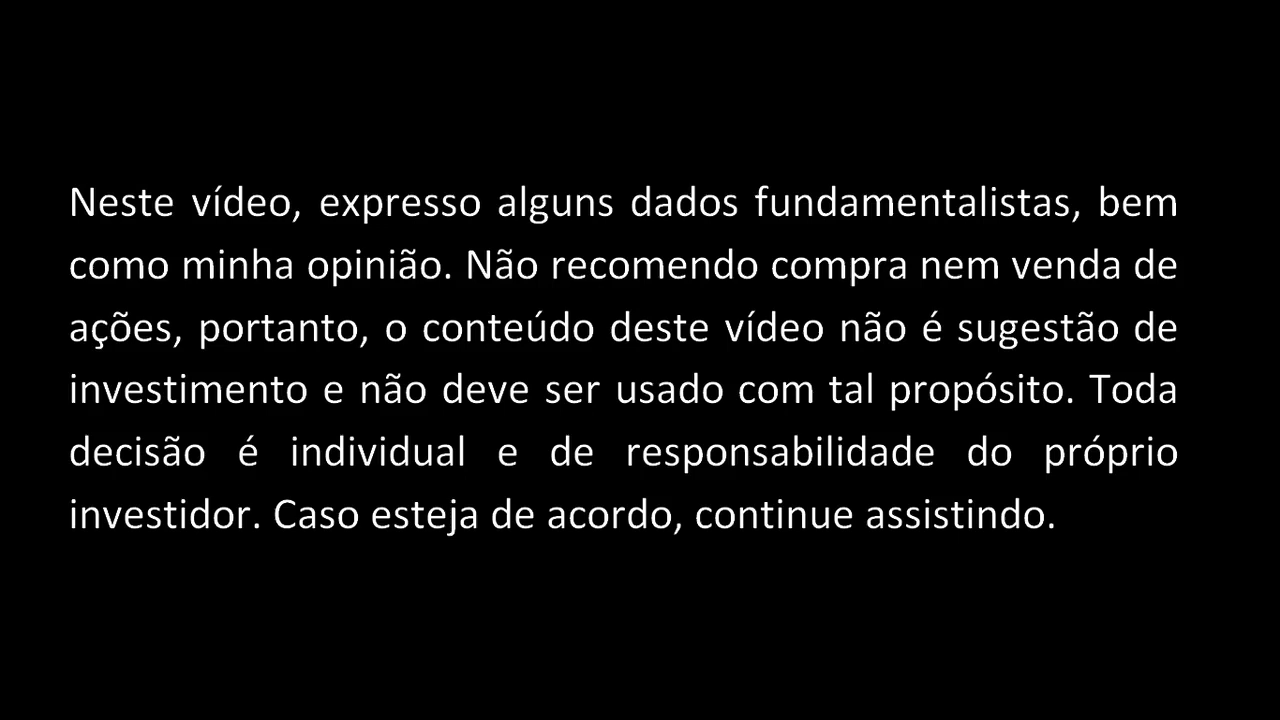 Neste vídeo, expresso alguns dados fundamentalistas, bem
como minha opinião. Não recomendo compra nem venda de
ações, portanto, o conteúdo deste vídeo não é sugestão de
investimento e não deve ser usado com tal propósito. Toda
decisão é individual e de responsabilidade do próprio
investidor. Caso esteja de acordo, continue assistindo.